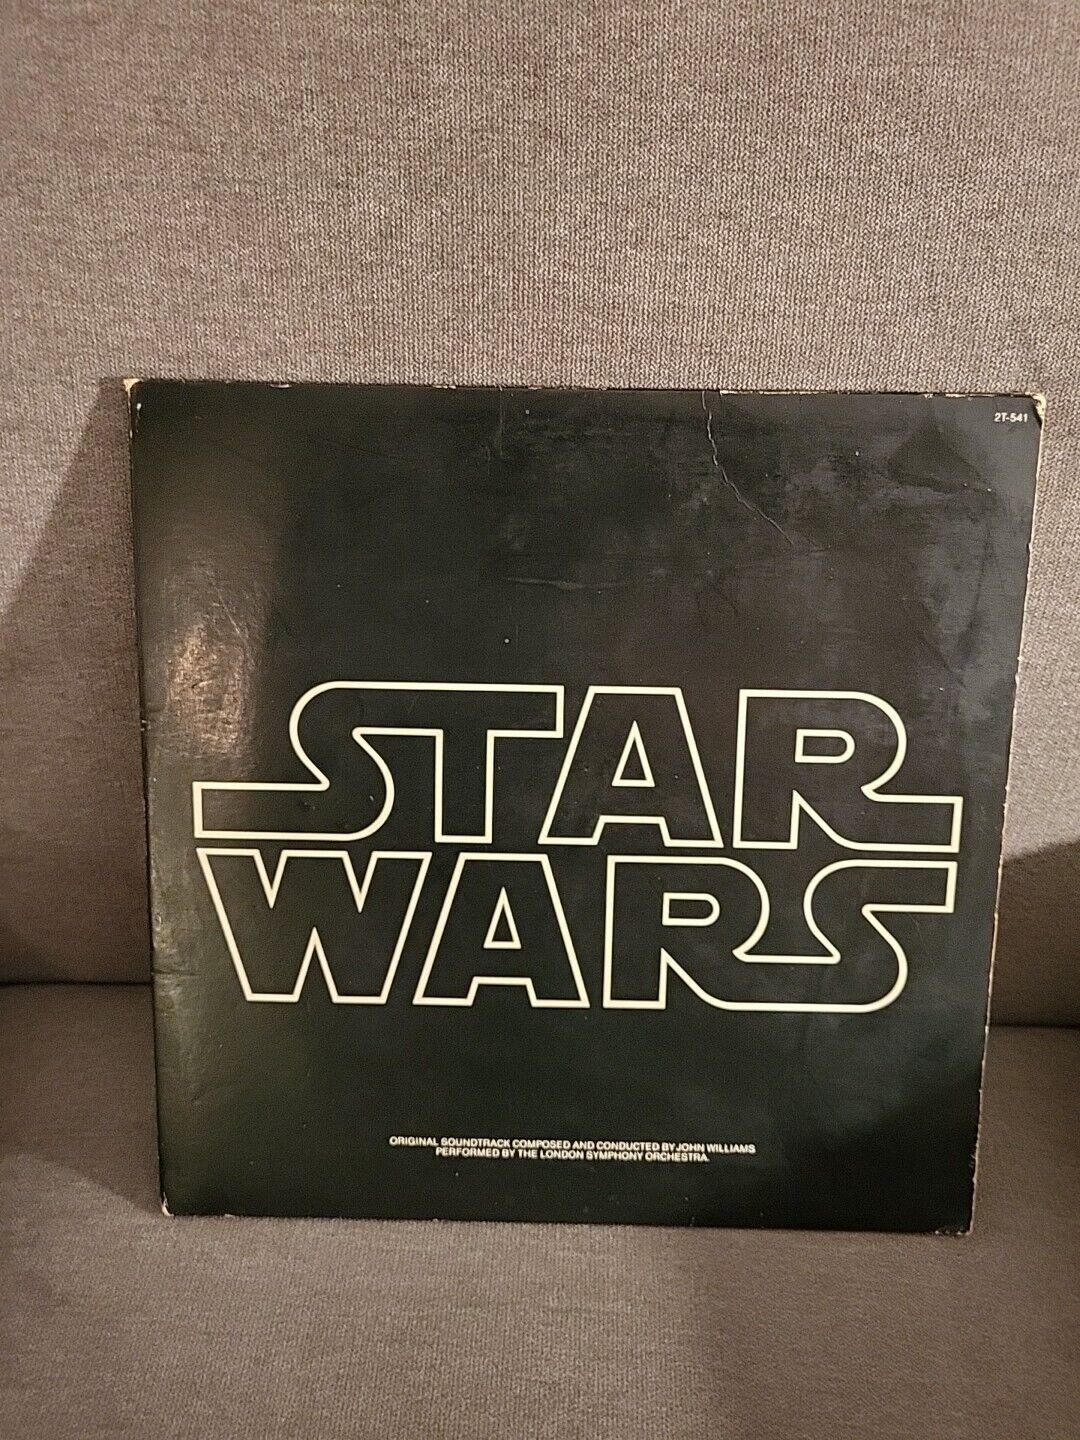 2T-541
STAR
WARS
ORIGINAL SOUNDTRACK COMPOSED AND CONDUCTED BY JOHN WILLIAMS
PERFORMED BY THE LONDON SYMPHONY ORCHESTRA.